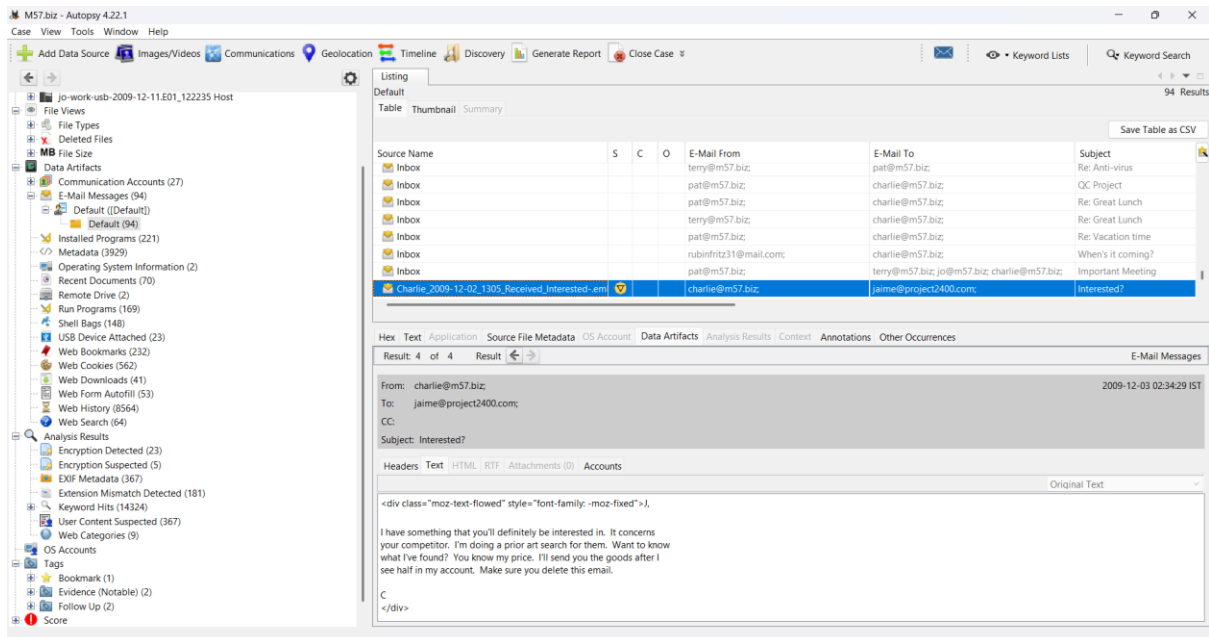 M57.biz - Autopsy 4.22.1
Case View Tools Window Help
Add Data Source Images/Videos Communications Geolocation Timeline Discovery Generate Report Close Case Keyword Lists Keyword Search
jo-work-usb-2009-12-11.E01_122235 Host
File Views
File Types
Deleted Files
MB File Size
Data Artifacts
Communication Accounts (27)
E-Mail Messages (94)
Default ([Default])
Default (94)
Installed Programs (221)
Metadata (3929)
Operating System Information (2)
Recent Documents (70)
Remote Drive (2)
Run Programs (169)
Shell Bags (148)
USB Device Attached (23)
Web Bookmarks (232)
Web Cookies (562)
Web Downloads (41)
Web Form Autofill (53)
Web History (8564)
Web Search (64)
Analysis Results
Encryption Detected (23)
Encryption Suspected (5)
EXIF Metadata (367)
Extension Mismatch Detected (181)
Keyword Hits (14324)
User Content Suspected (367)
Web Categories (9)
OS Accounts
Tags
Bookmark (1)
Evidence (Notable) (2)
Follow Up (2)
Score
Listing
Default 94 Results
Table Thumbnail Summary
Save Table as CSV
Source Name S C O E-Mail From E-Mail To Subject
Inbox terry@m57.biz; pat@m57.biz; Re: Anti-virus
Inbox pat@m57.biz; charlie@m57.biz; QC Project
Inbox pat@m57.biz; charlie@m57.biz; Re: Great Lunch
Inbox terry@m57.biz; charlie@m57.biz; Re: Great Lunch
Inbox pat@m57.biz; charlie@m57.biz; Re: Vacation time
Inbox rubinfritz31@mail.com; charlie@m57.biz; When's it coming?
Inbox pat@m57.biz; terry@m57.biz; jo@m57.biz; charlie@m57.biz; Important Meeting
Charlie_2009-12-02_1305_Received_Interested-.em charlie@m57.biz; jaime@project2400.com; Interested?
Hex Text Application Source File Metadata OS Account Data Artifacts Analysis Results Context Annotations Other Occurrences
Result: 4 of 4 Result E-Mail Messages
From: charlie@m57.biz; 2009-12-03 02:34:29 IST
To: jaime@project2400.com;
CC:
Subject: Interested?
Headers Text HTML RTF Attachments (0) Accounts
Original Text
<div class="moz-text-flowed" style="font-family: -moz-fixed">J,
I have something that you'll definitely be interested in. It concerns
your competitor. I'm doing a prior art search for them. Want to know
what I've found? You know my price. I'll send you the goods after I
see half in my account. Make sure you delete this email.
C
</div>